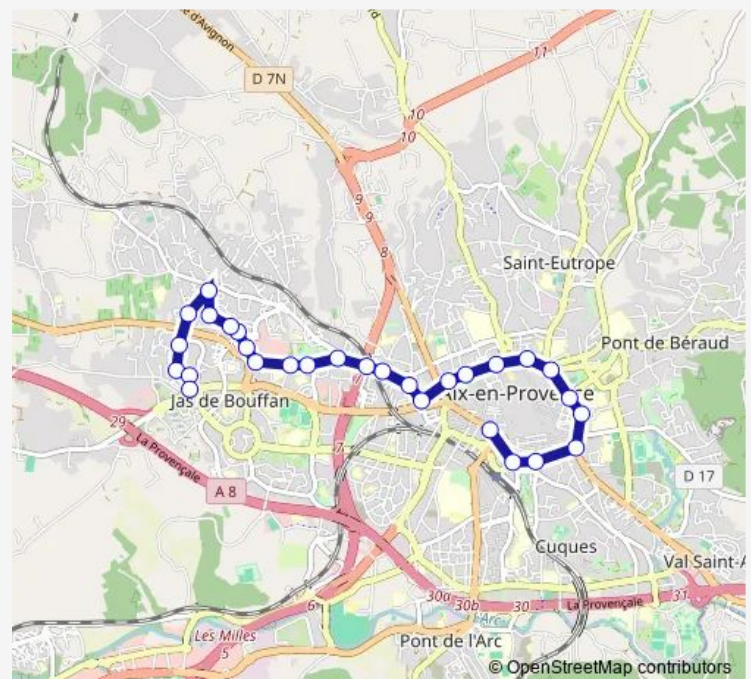 e d'Avignon
D 7N
11
10
10
9
9
8
Saint-Eutrope
Pont de Béraud
Aix-en-Provence
Jas de Bouffan
29
La Provençale
7
A 8
D 17
Cuques
Val Saint-A
30a
30b
30
La Provençale
31
6
Les Milles
5
l'Arc
Pont de l'Arc
© OpenStreetMap contributors